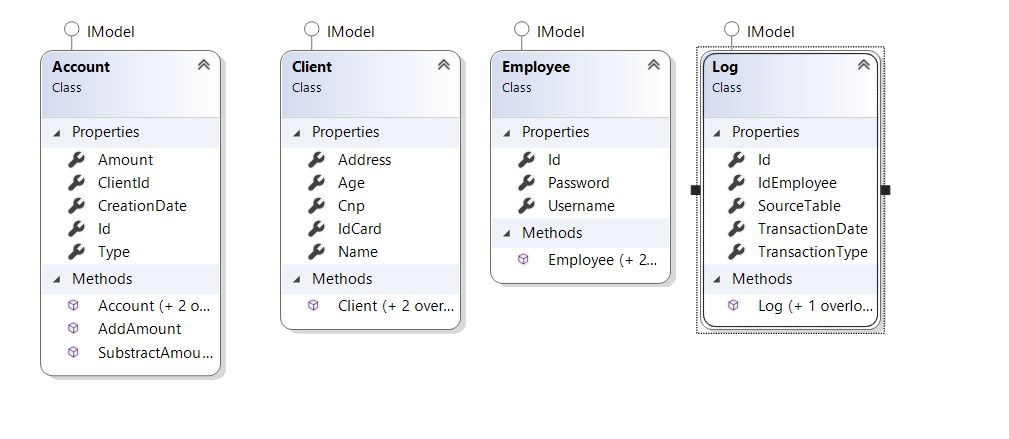 IModel
Account
Class
Properties
Amount
ClientId
CreationDate
Id
Type
Methods
Account (+ 2 o...
AddAmount
SubstractAmou...
IModel
Client
Class
Properties
Address
Age
Cnp
IdCard
Name
Methods
Client (+ 2 over...
IModel
Employee
Class
Properties
Id
Password
Username
Methods
Employee (+ 2...
IModel
Log
Class
Properties
Id
IdEmployee
SourceTable
TransactionDate
TransactionType
Methods
Log (+ 1 overlo...